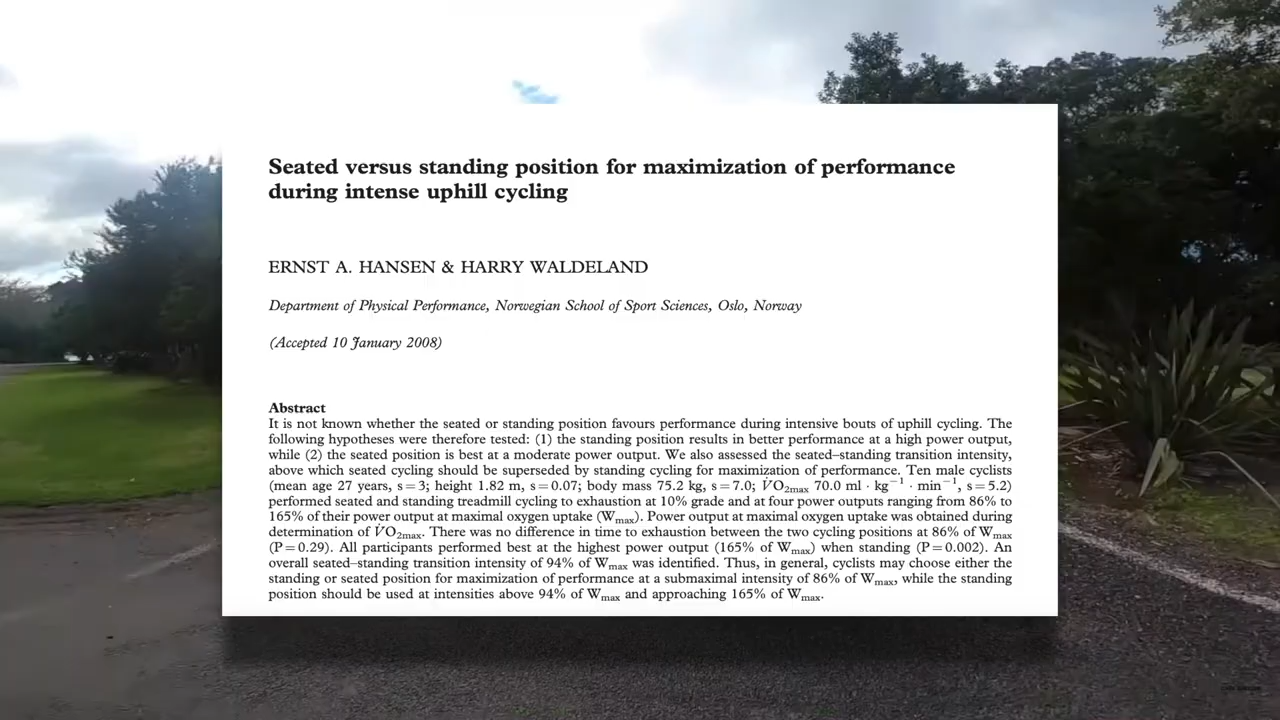 Seated versus standing position for maximization of performance
during intense uphill cycling
ERNST A. HANSEN & HARRY WALDELAND
Department of Physical Performance, Norwegian School of Sport Sciences, Oslo, Norway
(Accepted 10 January 2008)
Abstract
It is not known whether the seated or standing position favours performance during intensive bouts of uphill cycling. The
following hypotheses were therefore tested: (1) the standing position results in better performance at a high power output,
while (2) the seated position is best at a moderate power output. We also assessed the seated–standing transition intensity,
above which seated cycling should be superseded by standing cycling for maximization of performance. Ten male cyclists
(mean age 27 years, s = 3; height 1.82 m, s = 0.07; body mass 75.2 kg, s = 7.0; V̇O2max 70.0 ml · kg−1 · min−1, s = 5.2)
performed seated and standing treadmill cycling to exhaustion at 10% grade and at four power outputs ranging from 86% to
165% of their power output at maximal oxygen uptake (Wmax). Power output at maximal oxygen uptake was obtained during
determination of V̇O2max. There was no difference in time to exhaustion between the two cycling positions at 86% of Wmax
(P = 0.29). All participants performed best at the highest power output (165% of Wmax) when standing (P = 0.002). An
overall seated–standing transition intensity of 94% of Wmax was identified. Thus, in general, cyclists may choose either the
standing or seated position for maximization of performance at a submaximal intensity of 86% of Wmax, while the standing
position should be used at intensities above 94% of Wmax and approaching 165% of Wmax.